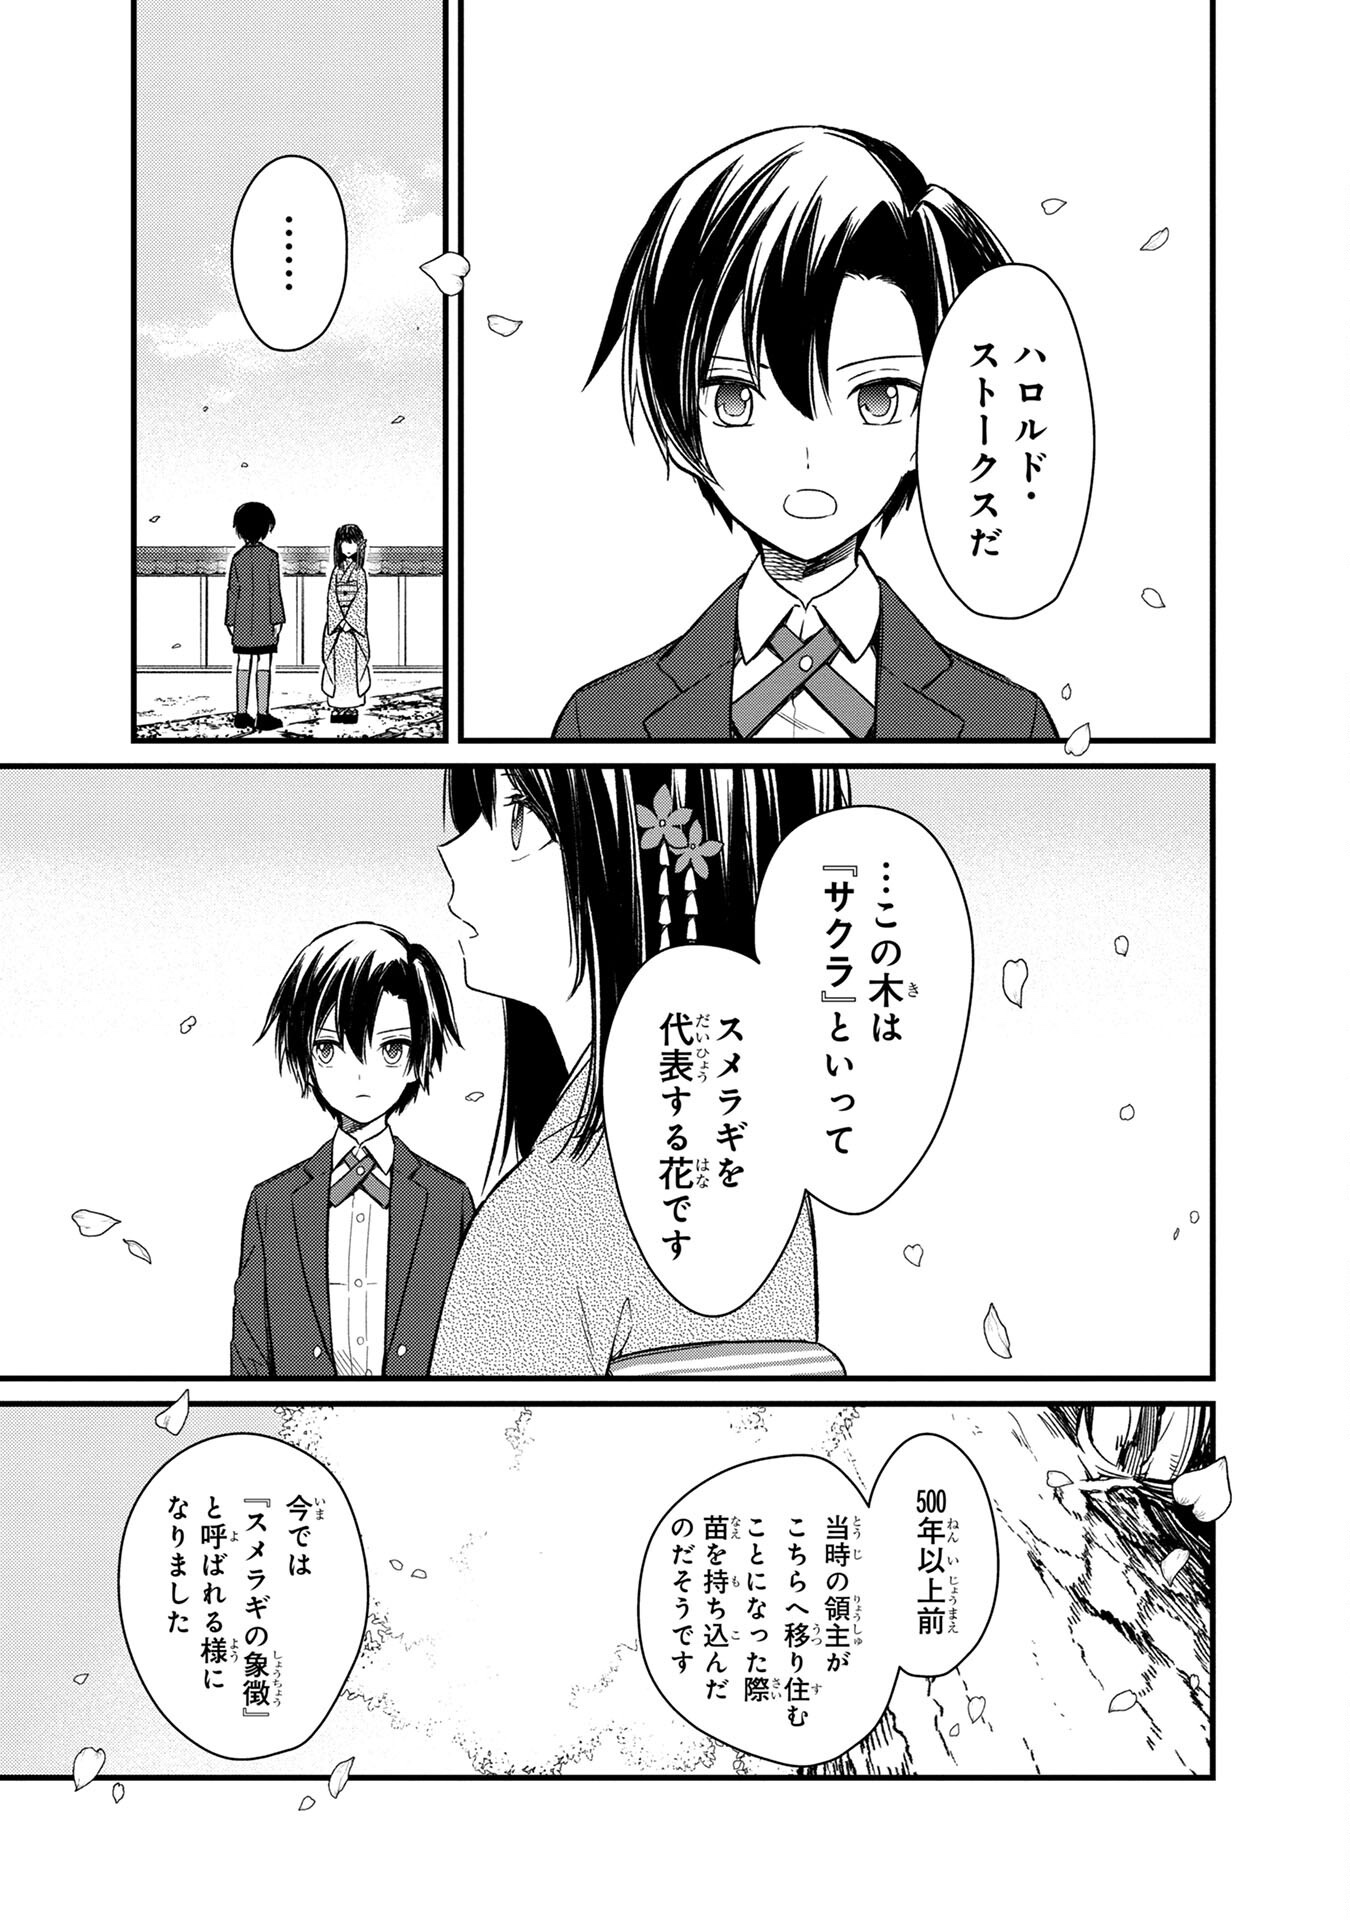 ハロルド・
ストークスだ
……
…この木は
『サクラ』といって
スメラギを
代表する花です
500年以上前
当時の領主が
こちらへ移り住む
ことになった際
苗を持ち込んだ
のだそうです
今では
『スメラギの象徴』
と呼ばれる様に
なりました